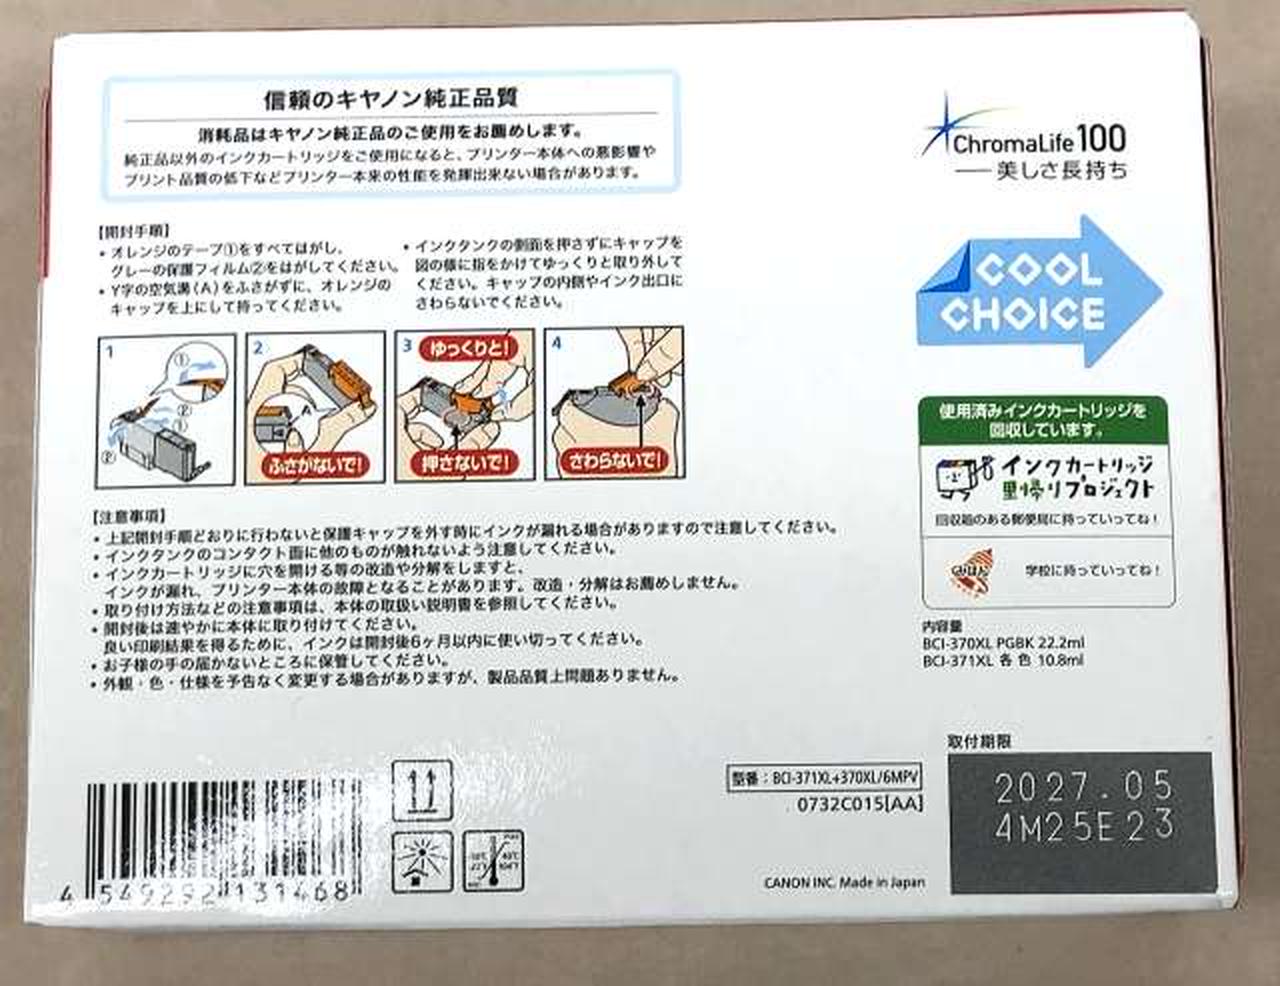 信頼のキヤノン純正品質
消耗品はキヤノン純正品のご使用をお薦めします。
純正品以外のインクカートリッジをご使用になると、プリンター本体への悪影響や
プリント品質の低下などプリンター本来の性能を発揮出来ない場合があります。
ChromaLife100
美しさ長持ち
【開封手順】
・オレンジのテープ①をすべてはがし、
グレーの保護フィルム②をはがしてください。
・Y字の空気溝(A)をふさがずに、オレンジの
キャップを上にして持ってください。
・インクタンクの側面を押さずにキャップを
図の様に指をかけてゆっくりと取り外して
ください。キャップの内側やインク出口に
さわらないでください。
COOL
CHOICE
1
①
②
①
②
2
A
ふさがないで!
3
ゆっくりと!
押さないで!
4
さわらないで!
使用済みインクカートリッジを
回収しています。
インクカートリッジ
里帰りプロジェクト
回収箱のある郵便局に持っていってね!
学校に持っていってね!
【注意事項】
・上記開封手順どおりに行わないと保護キャップを外す時にインクが漏れる場合がありますので注意してください。
・インクタンクのコンタクト面に他のものが触れないよう注意してください。
・インクカートリッジに穴を開ける等の改造や分解をしますと、
インクが漏れ、プリンター本体の故障となることがあります。改造・分解はお薦めしません。
・取り付け方法などの注意事項は、本体の取扱い説明書を参照してください。
・開封後は速やかに本体に取り付けてください。
良い印刷結果を得るために、インクは開封後6ヶ月以内に使い切ってください。
・お子様の手の届かないところに保管してください。
・外観・色・仕様を予告なく変更する場合がありますが、製品品質上問題ありません。
内容量
BCI-370XL PGBK 22.2ml
BCI-371XL 各色 10.8ml
取付期限
2027.05
4M25E23
型番:BCI-371XL+370XL/6MPV
0732C015[AA]
CANON INC. Made in Japan
4 549292 131468